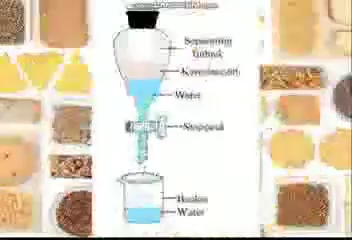 Separating
funnel
Kerosene oil
Water
Stopcock
Beaker
Water